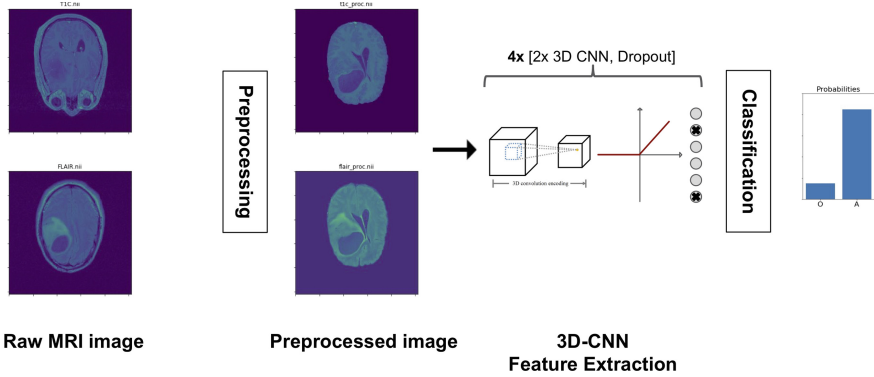 T1C.nii
t1c_proc.nii
4x [2x 3D CNN, Dropout]
Preprocessing
Classification
Probabilities
FLAIR.nii
flair_proc.nii
3D convolution encoding
O
A
Raw MRI image
Preprocessed image
3D-CNN
Feature Extraction